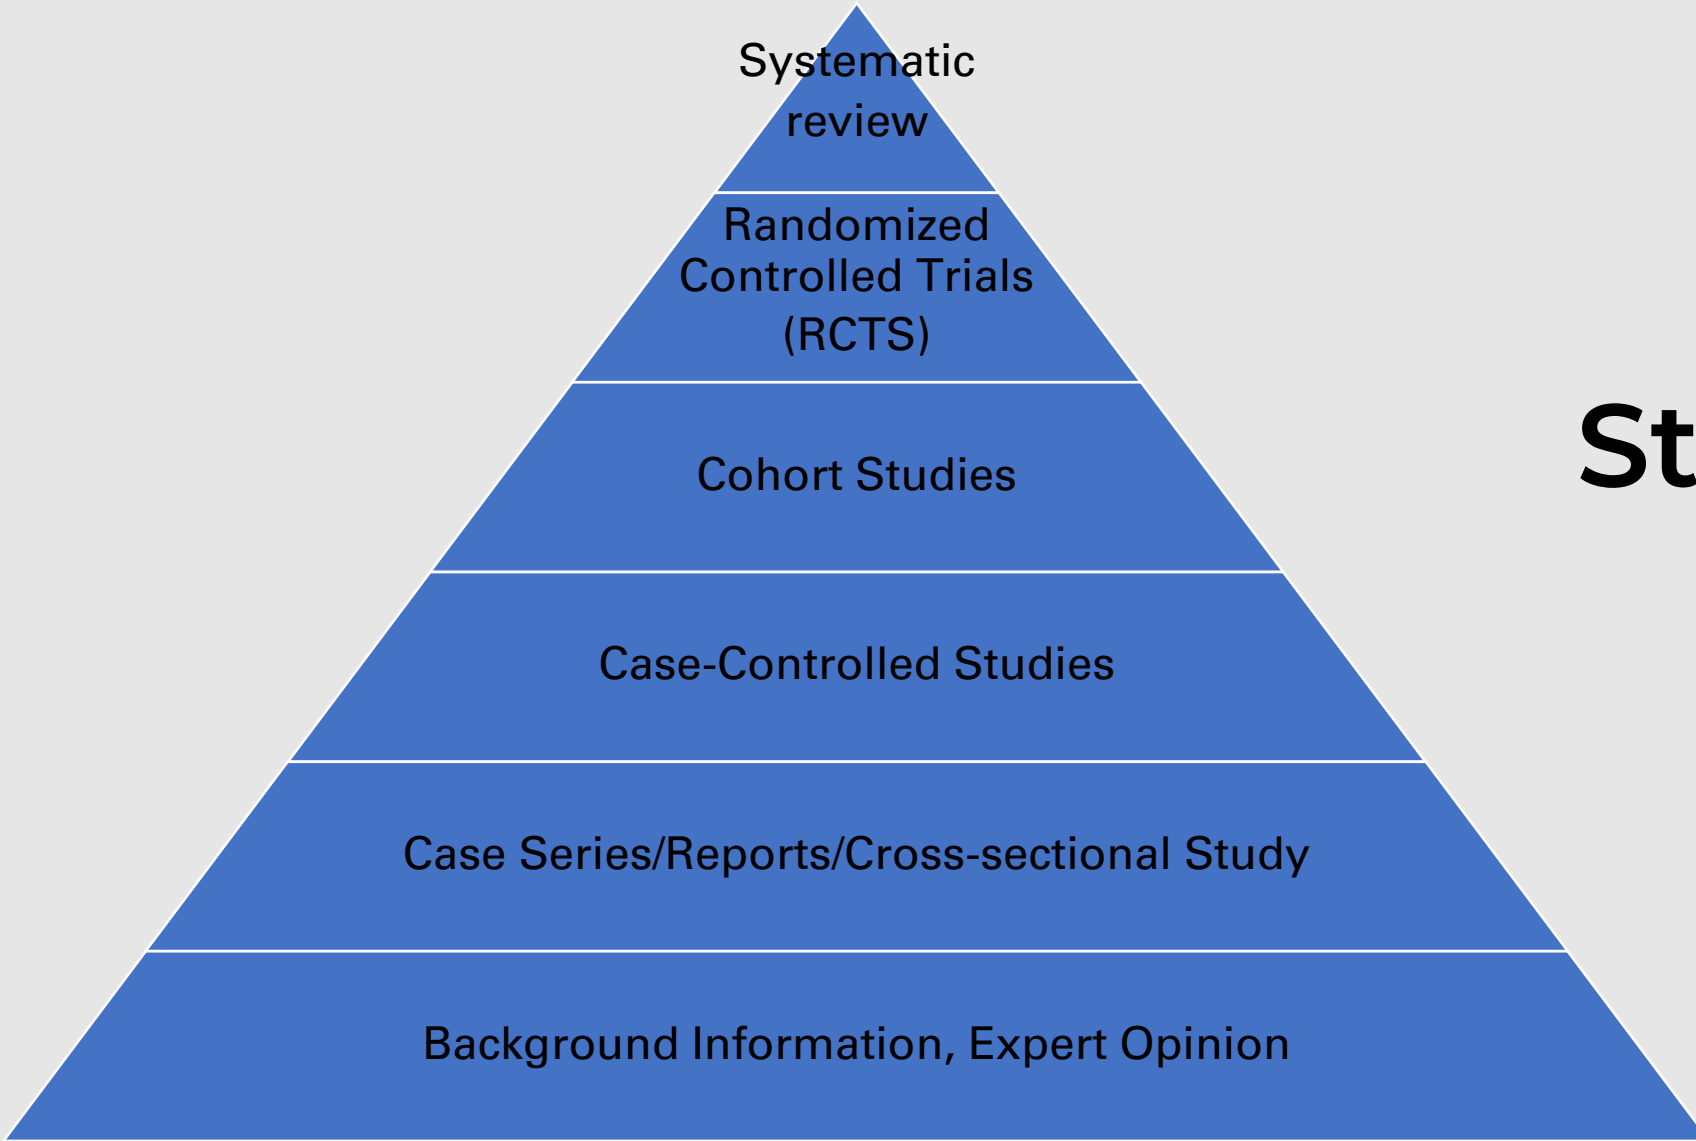 Systematic
review
Randomized
Controlled Trials
(RCTS)
Cohort Studies
St
Case-Controlled Studies
Case Series/Reports/Cross-sectional Study
Background Information, Expert Opinion